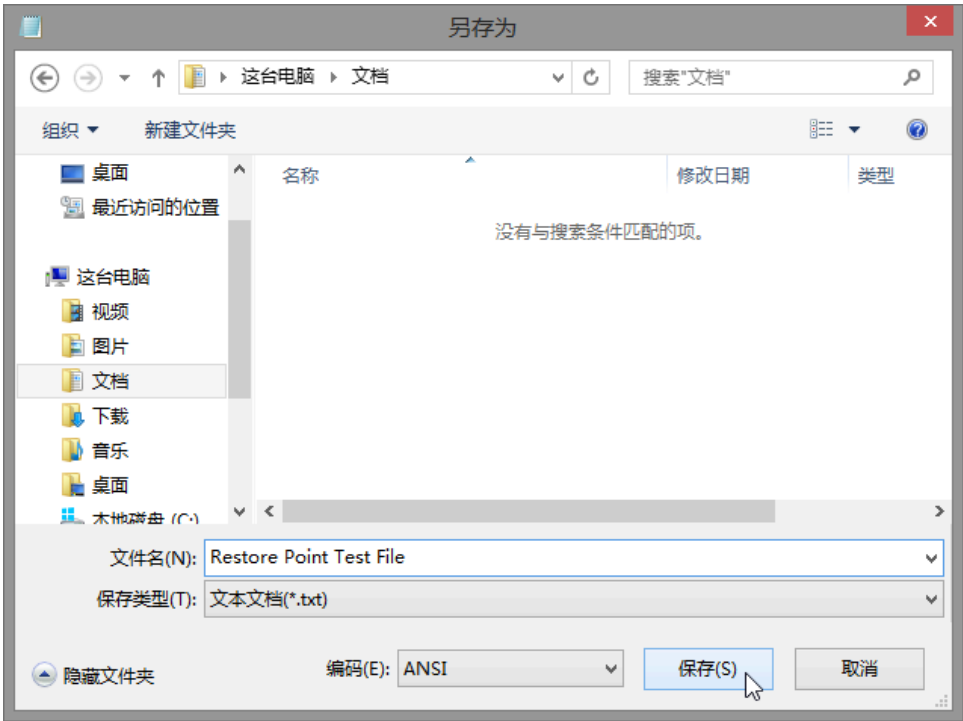 另存为
这台电脑 文档
搜索"文档"
组织 新建文件夹
名称 修改日期 类型
桌面
最近访问的位置
没有与搜索条件匹配的项。
这台电脑
视频
图片
文档
下载
音乐
桌面
本地磁盘 (C:)
文件名(N): Restore Point Test File
保存类型(T): 文本文档(*.txt)
隐藏文件夹 编码(E): ANSI 保存(S) 取消